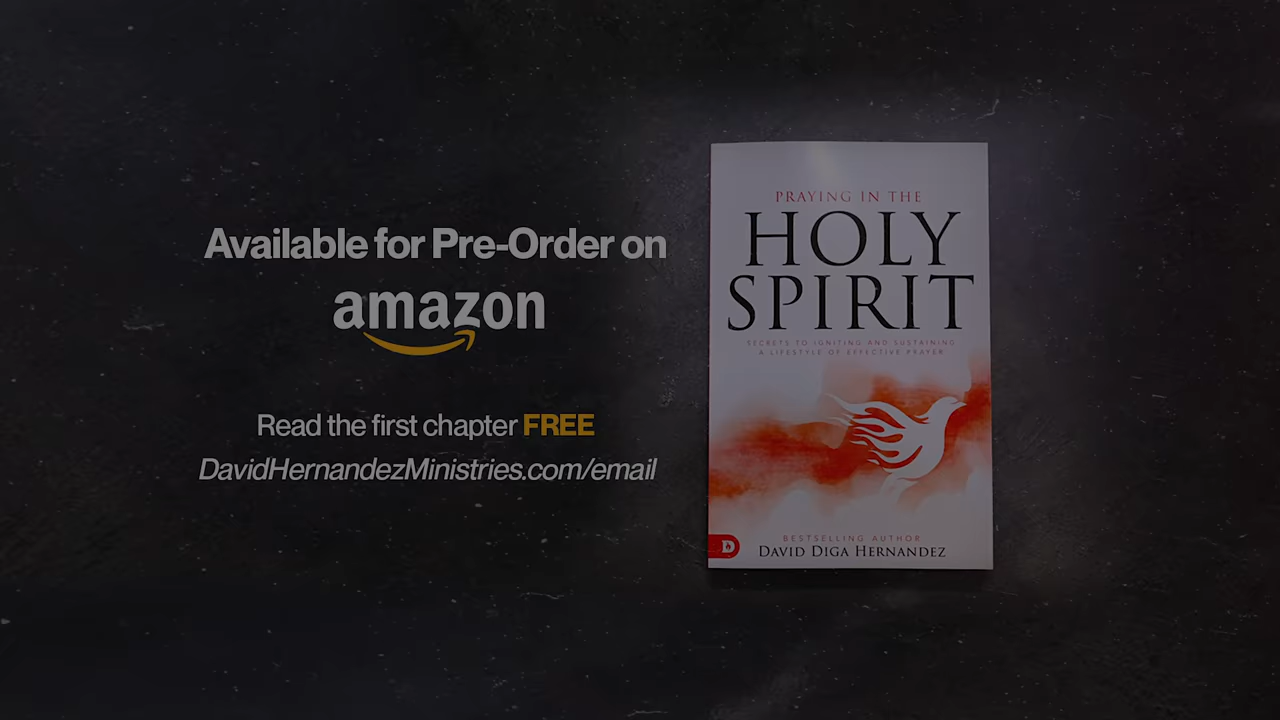 Available for Pre-Order on
amazon
Read the first chapter FREE
DavidHernandezMinistries.com/email
PRAYING IN THE
HOLY
SPIRIT
SECRETS TO IGNITING AND SUSTAINING
A LIFESTYLE OF EFFECTIVE PRAYER
BESTSELLING AUTHOR
DAVID DIGA HERNANDEZ